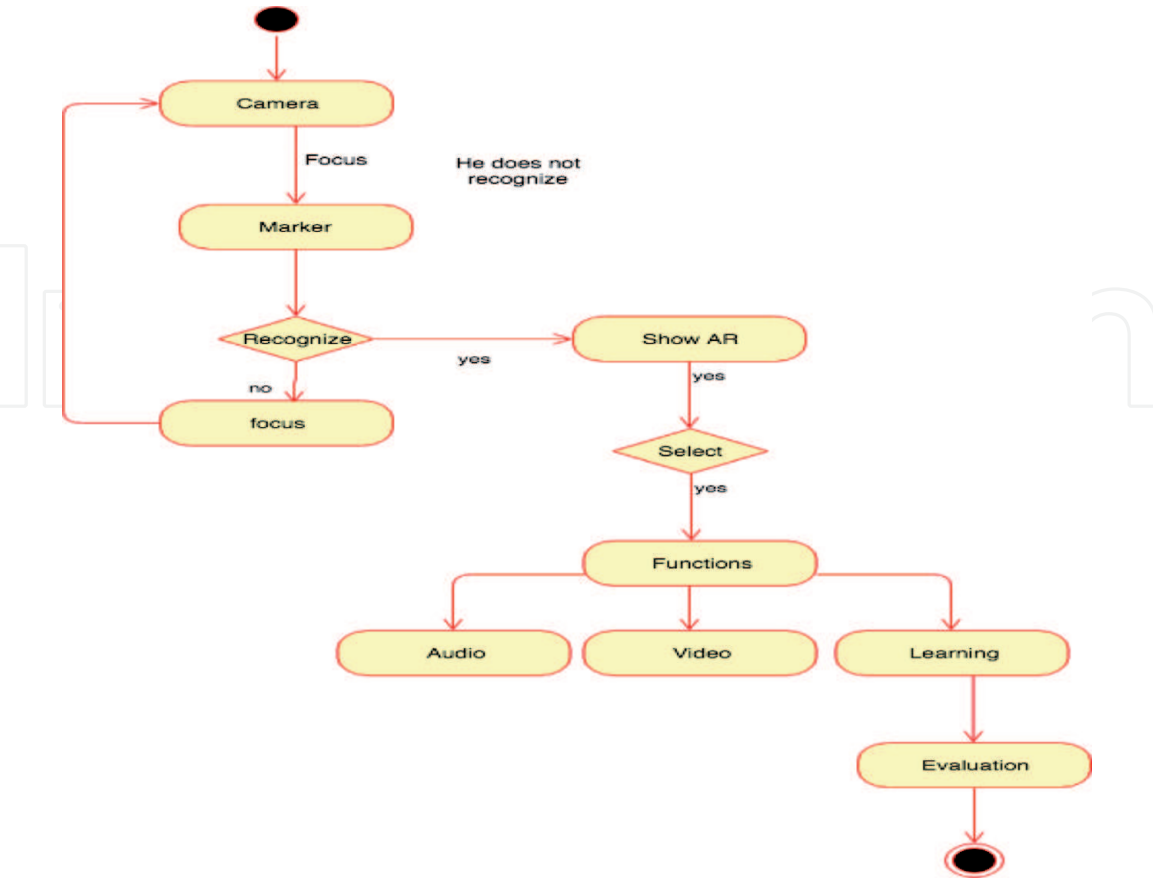 Camera
Focus
He does not
recognize
Marker
Recognize
yes
Show AR
no
yes
focus
Select
yes
Functions
Audio
Video
Learning
Evaluation